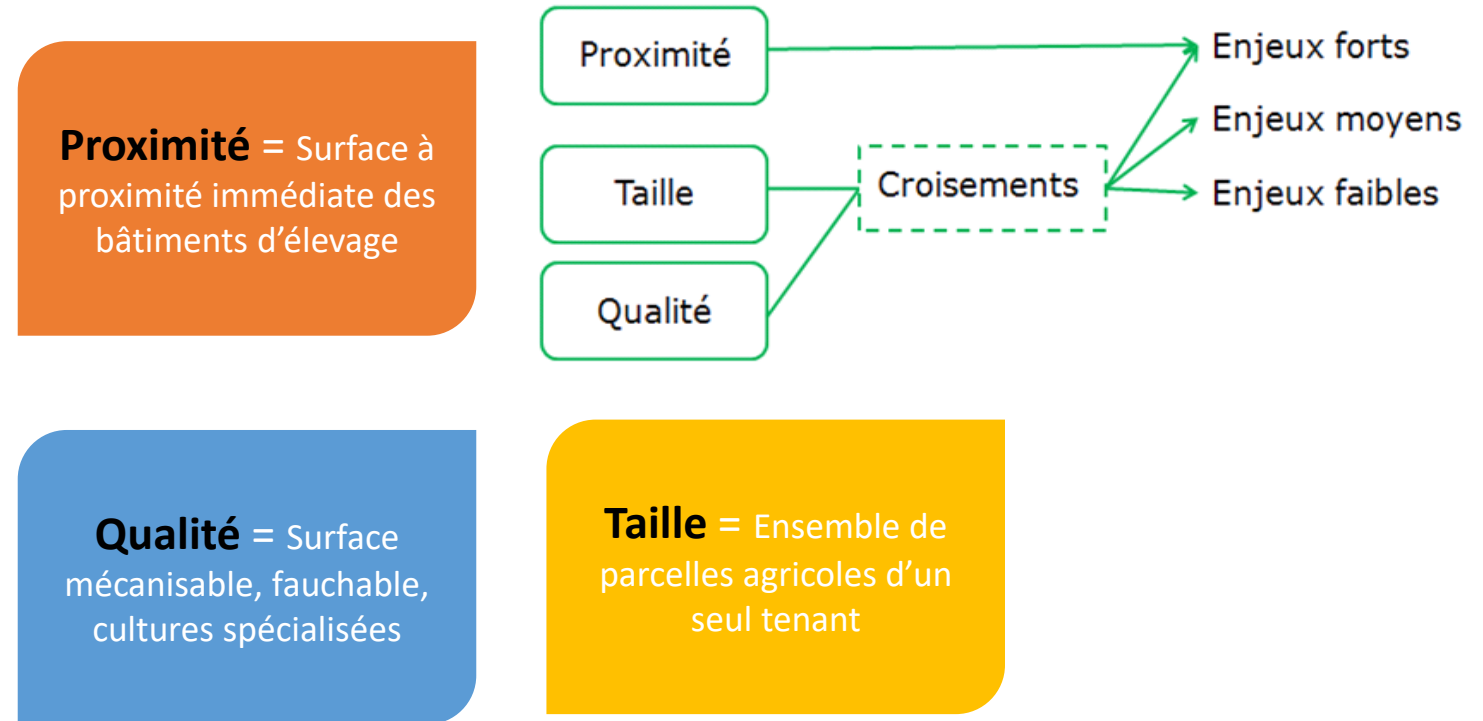 Proximité = Surface à
proximité immédiate des
bâtiments d’élevage
Proximité
Taille
Qualité
Croisements
Enjeux forts
Enjeux moyens
Enjeux faibles
Qualité = Surface
mécanisable, fauchable,
cultures spécialisées
Taille = Ensemble de
parcelles agricoles d’un
seul tenant